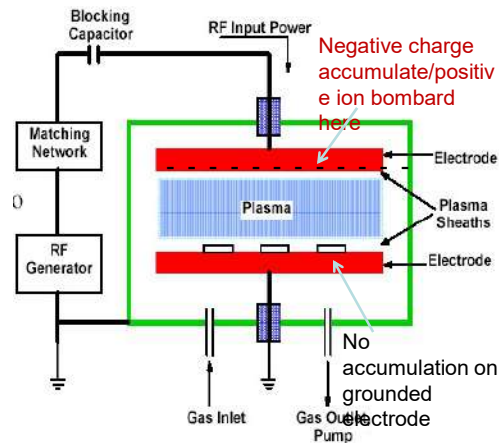 Blocking
Capacitor
RF Input Power
Negative charge
accumulate/positiv
e ion bombard
here
Matching
Network
Electrode
Plasma
Plasma
Sheaths
RF
Generator
Electrode
No
accumulation on
grounded
electrode
Gas Inlet
Gas Outlet
Pump